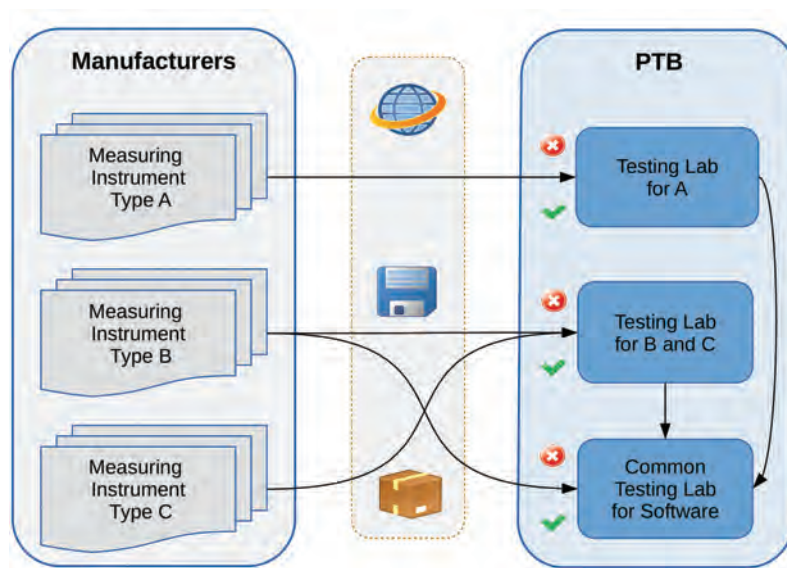 Manufacturers
PTB
Measuring
Instrument
Type A
Testing Lab
for A
Measuring
Instrument
Type B
Testing Lab
for B and C
Measuring
Instrument
Type C
Common
Testing Lab
for Software